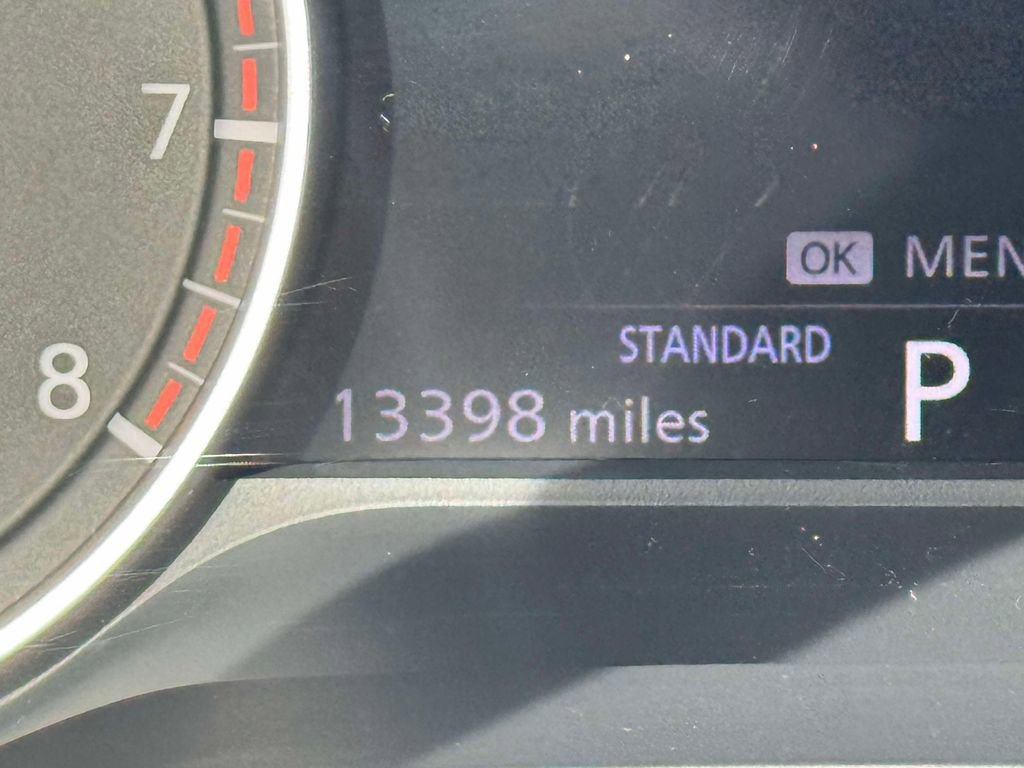 7
OK MEN
STANDARD
P
8
13398 miles